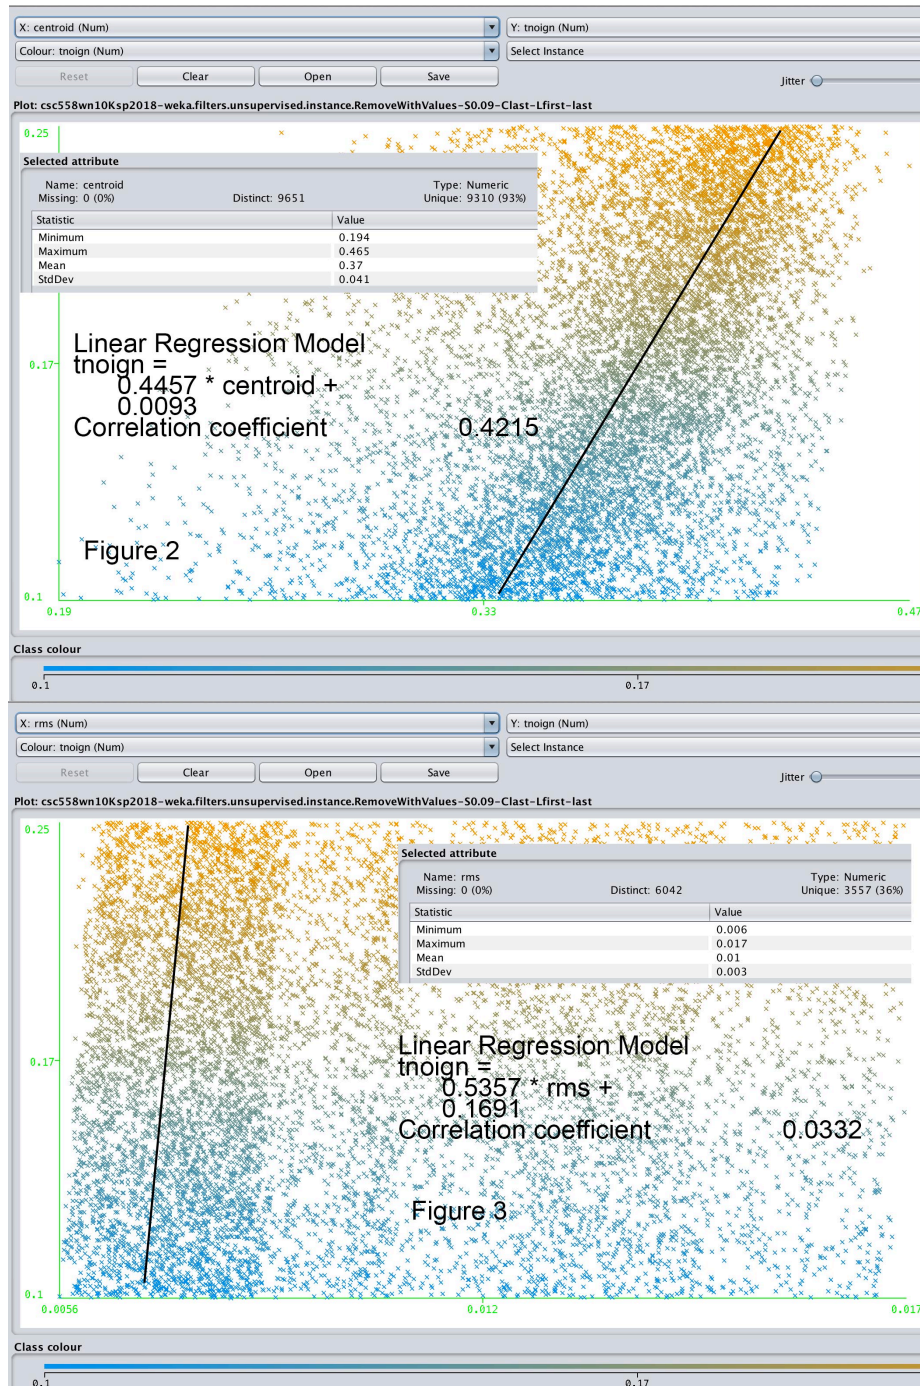 X: centroid (Num) Y: tnoign (Num)
Colour: tnoign (Num) Select Instance
Reset Clear Open Save Jitter
Plot: csc558wn10Ksp2018-weka.filters.unsupervised.instance.RemoveWithValues-S0.09-Clast-Lfirst-last
0.25
Selected attribute
Name: centroid Type: Numeric
Missing: 0 (0%) Distinct: 9651 Unique: 9310 (93%)
Statistic Value
Minimum 0.194
Maximum 0.465
Mean 0.37
StdDev 0.041
Linear Regression Model
0.17
tnoign =
0.4457 * centroid +
0.0093
Correlation coefficient 0.4215
Figure 2
0.1
0.19 0.33 0.47
Class colour
0.1 0.17
X: rms (Num) Y: tnoign (Num)
Colour: tnoign (Num) Select Instance
Reset Clear Open Save Jitter
Plot: csc558wn10Ksp2018-weka.filters.unsupervised.instance.RemoveWithValues-S0.09-Clast-Lfirst-last
0.25
Selected attribute
Name: rms Type: Numeric
Missing: 0 (0%) Distinct: 6042 Unique: 3557 (36%)
Statistic Value
Minimum 0.006
Maximum 0.017
Mean 0.01
StdDev 0.003
Linear Regression Model
0.17
tnoign =
0.5357 * rms +
0.1691
Correlation coefficient 0.0332
Figure 3
0.1
0.0056 0.012 0.017
Class colour
0.1 0.17